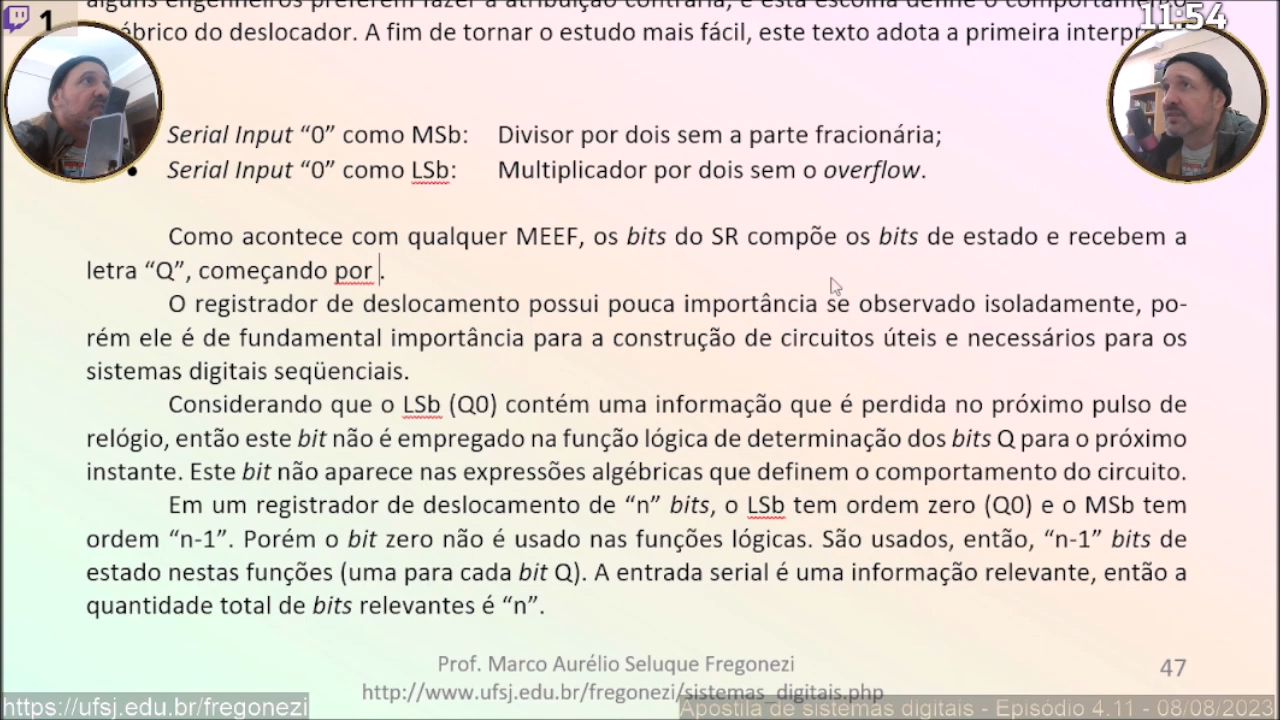 1
11:54
alguns engenheiros preferem fazer a atribuição contrária, e esta escolha define o
do deslocador. A fim de tornar o estudo mais fácil, este texto adota a primeira
Serial Input “0” como MSb: Divisor por dois sem a parte fracionária;
• Serial Input “0” como LSb: Multiplicador por dois sem o overflow.
Como acontece com qualquer MEEF, os bits do SR compõe os bits de estado e recebem a
letra “Q”, começando por .
O registrador de deslocamento possui pouca importância se observado isoladamente, po-
rém ele é de fundamental importância para a construção de circuitos úteis e necessários para os
sistemas digitais seqüenciais.
Considerando que o LSb (Q0) contém uma informação que é perdida no próximo pulso de
relógio, então este bit não é empregado na função lógica de determinação dos bits Q para o próximo
instante. Este bit não aparece nas expressões algébricas que definem o comportamento do circuito.
Em um registrador de deslocamento de “n” bits, o LSb tem ordem zero (Q0) e o MSb tem
ordem “n-1”. Porém o bit zero não é usado nas funções lógicas. São usados, então, “n-1” bits de
estado nestas funções (uma para cada bit Q). A entrada serial é uma informação relevante, então a
quantidade total de bits relevantes é “n”.
Prof. Marco Aurélio Seluque Fregonezi
47
http://www.ufsj.edu.br/fregonezi/sistemas_digitais.php
https://ufsj.edu.br/fregonezi
Apostila de sistemas digitais - Episódio 4.11 - 08/08/2023